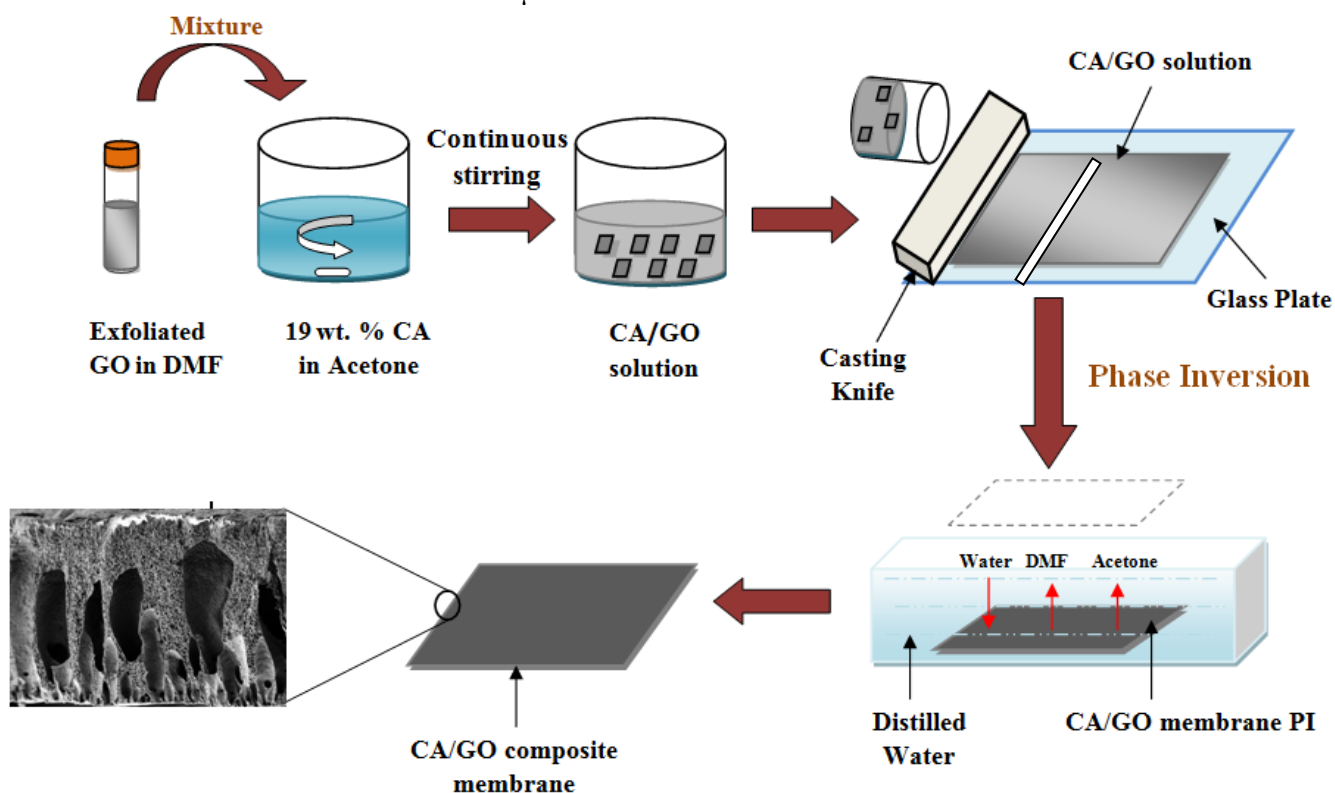 Mixture
CA/GO solution
Continuous
stirring
Exfoliated
GO in DMF
19 wt. % CA
in Acetone
CA/GO
solution
Casting
Knife
Glass Plate
Phase Inversion
Water DMF Acetone
Distilled
Water
CA/GO membrane PI
CA/GO composite
membrane